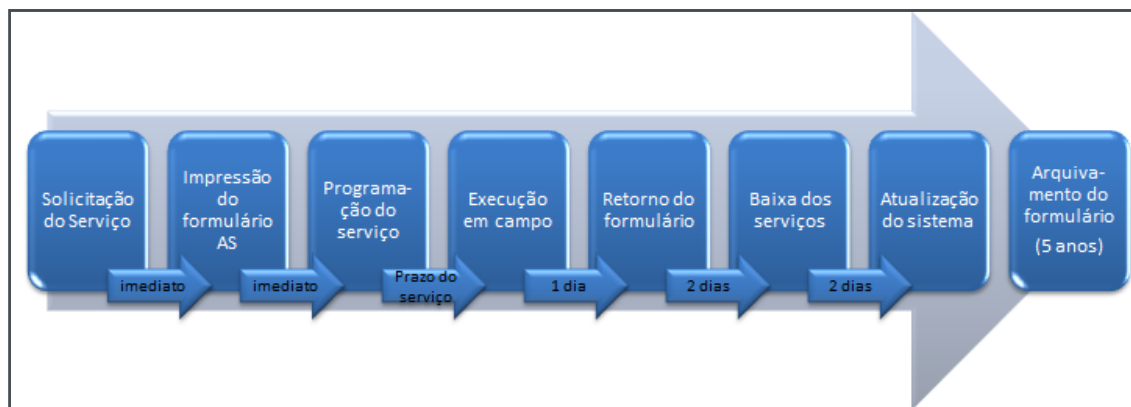 Solicitação
do Serviço
Impressão
do
formulário
AS
Programa-
ção do
serviço
Execução
em campo
Retorno do
formulário
Baixa dos
serviços
Atualização
do sistema
Arquiva-
mento do
formulário
(5 anos)
imediato
imediato
Prazo do
serviço
1 dia
2 dias
2 dias